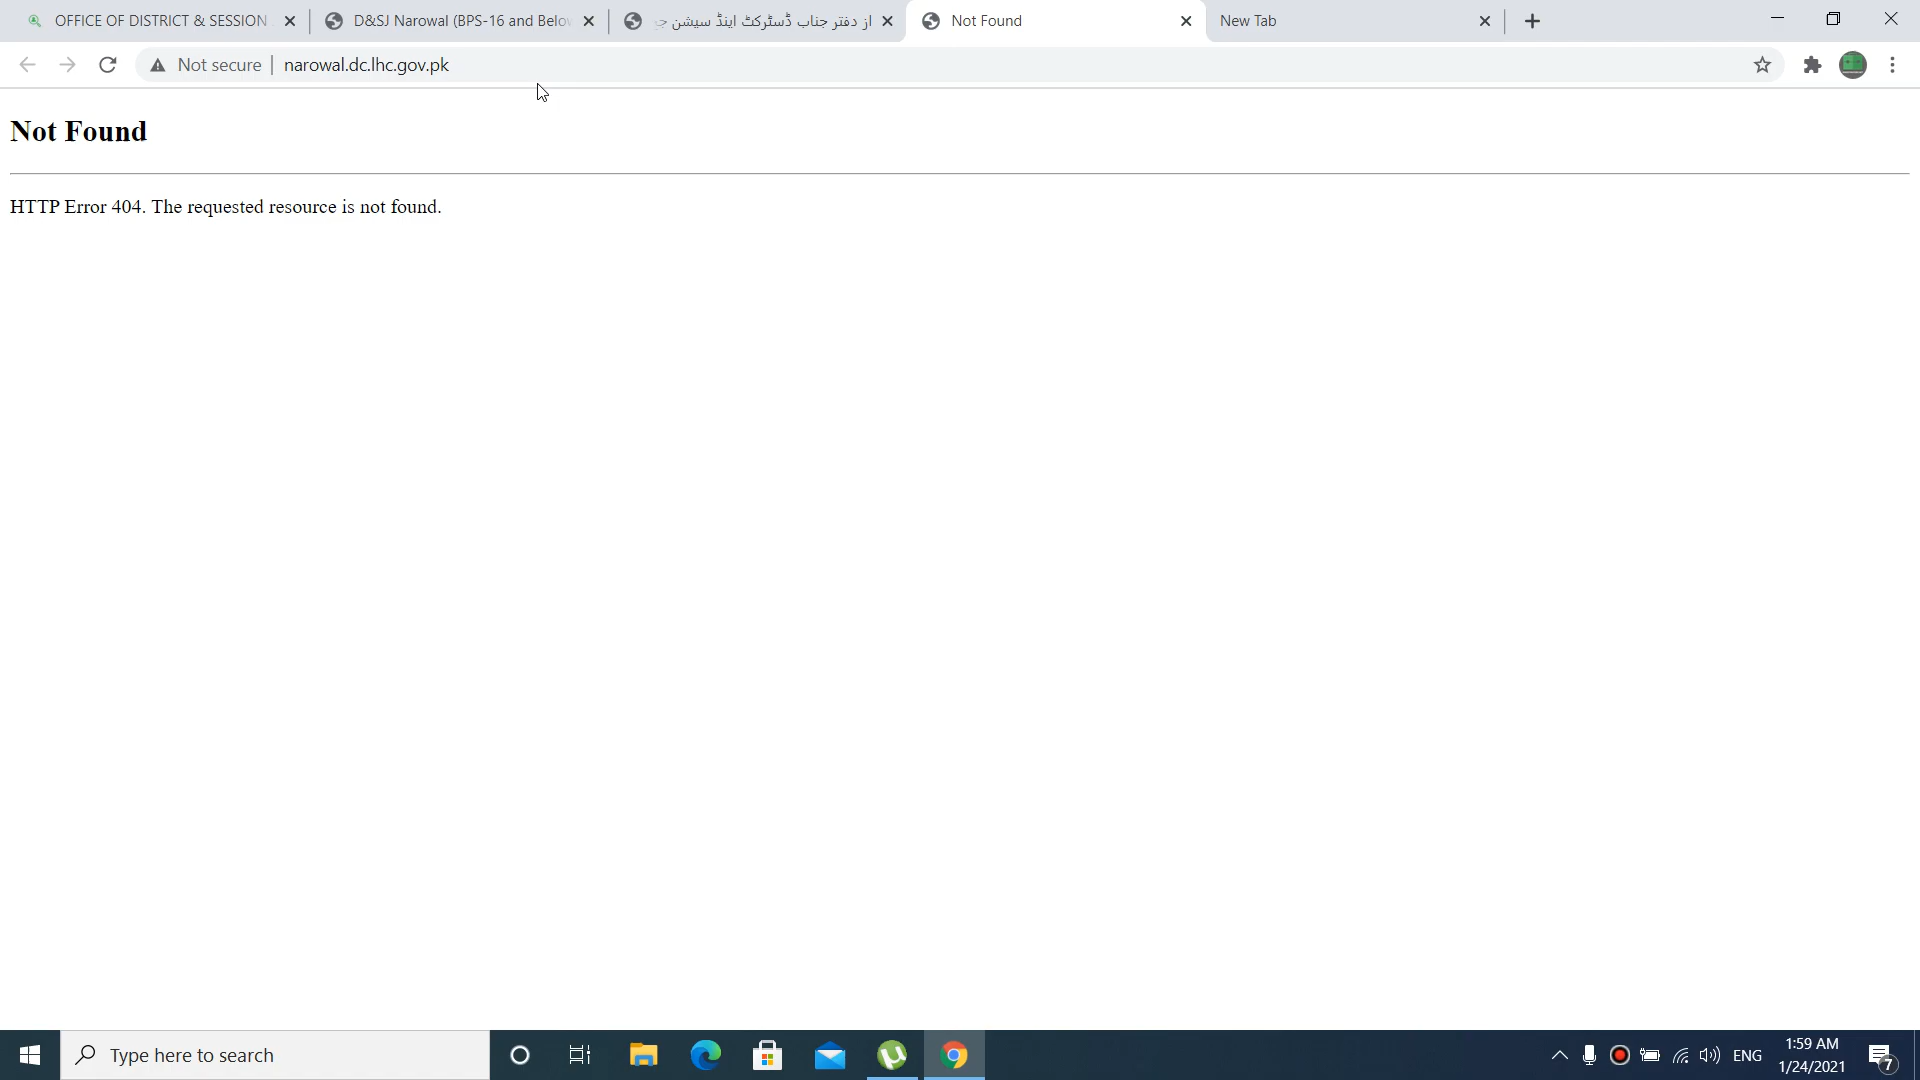 OFFICE OF DISTRICT & SESSION
D&SJ Narowal (BPS-16 and Below
از دفتر جناب ڈسٹرکٹ اینڈ سیشن
Not Found
New Tab
Not secure
narowal.dc.lhc.gov.pk
Not Found
HTTP Error 404. The requested resource is not found.
Type here to search
ENG
1:59 AM
1/24/2021
7